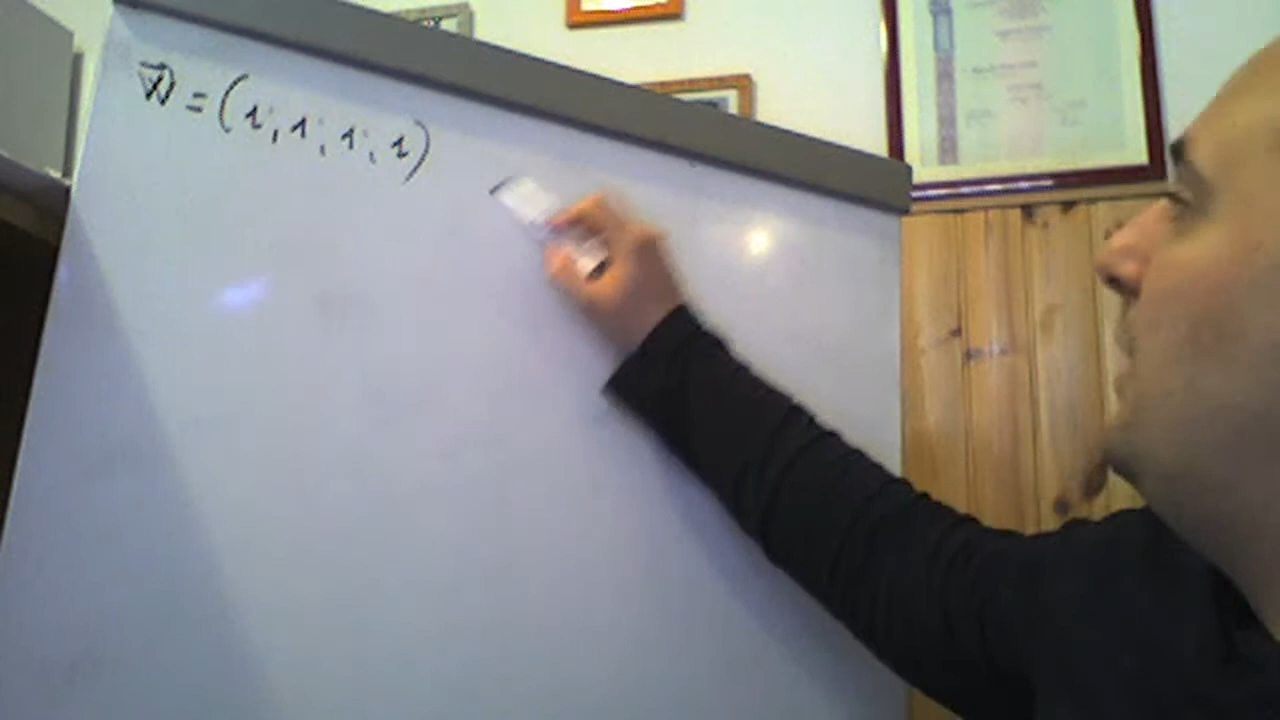 w⃗ = (1; 1; 1; 1)